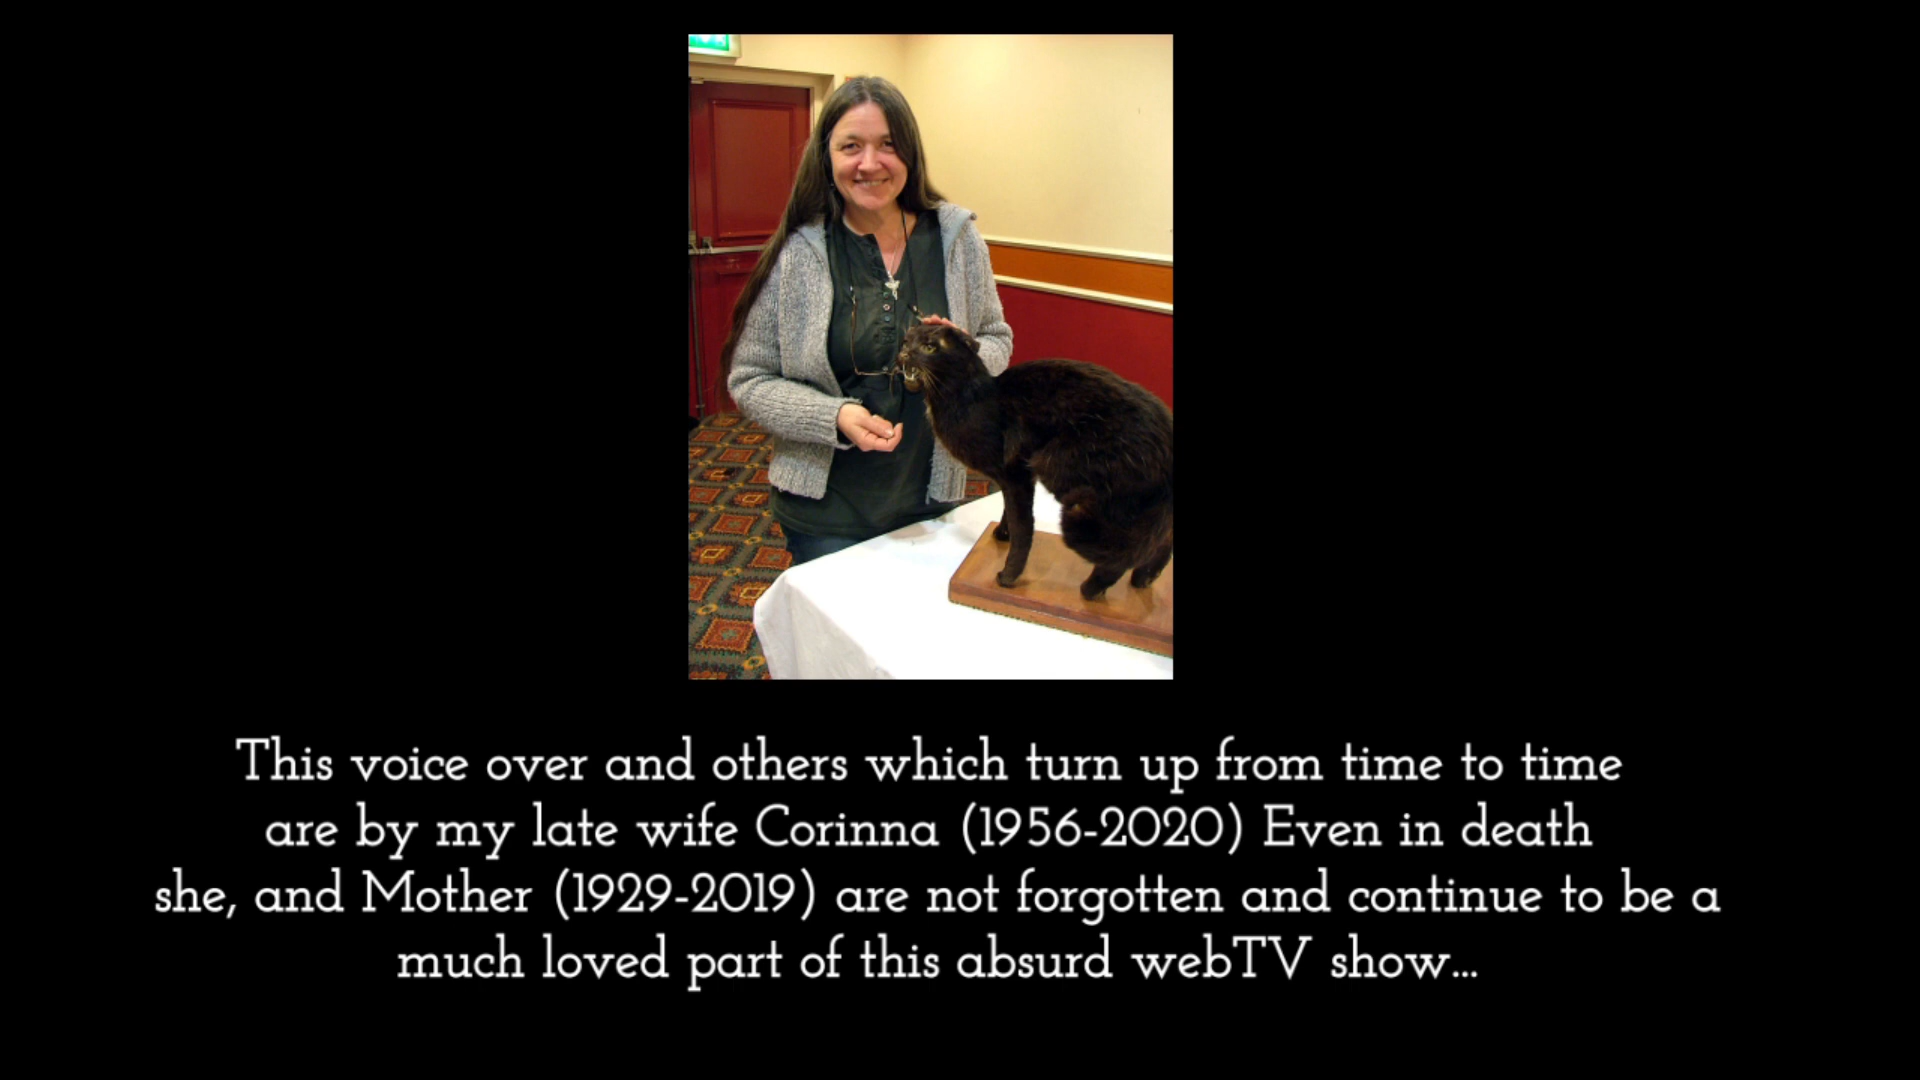 This voice over and others which turn up from time to time
are by my late wife Corinna (1956-2020) Even in death
she, and Mother (1929-2019) are not forgotten and continue to be a
much loved part of this absurd webTV show...